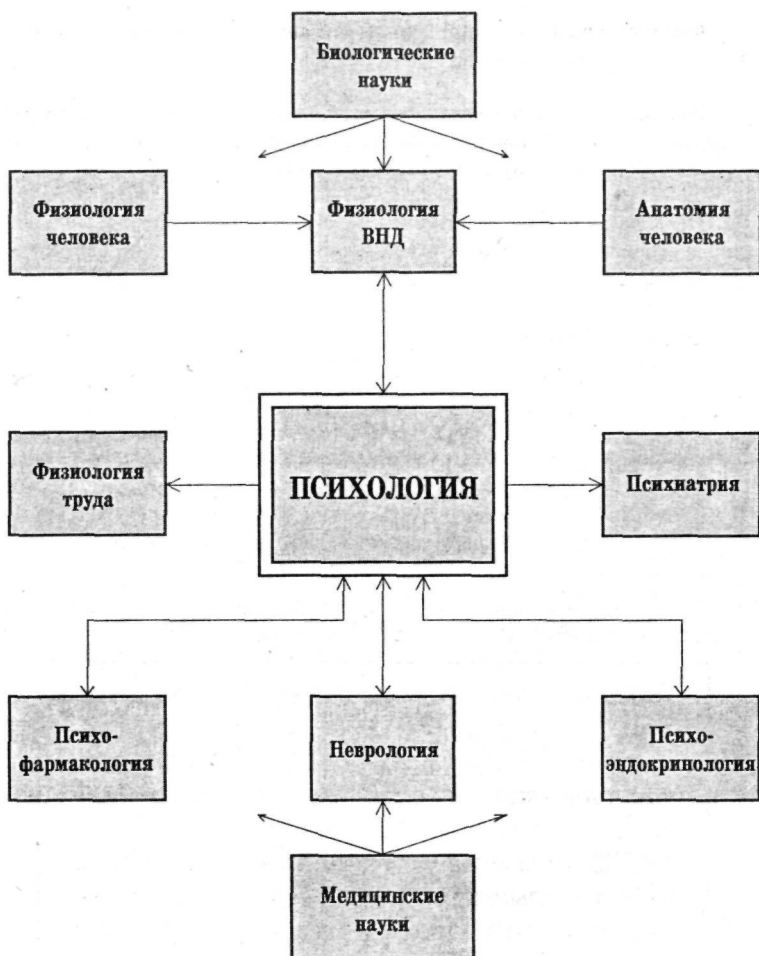 Биологические
науки
Физиология
человека
Физиология
ВНД
Анатомия
человека
Физиология
труда
ПСИХОЛОГИЯ
Психиатрия
Психо-
фармакология
Неврология
Психо-
эндокринология
Медицинские
науки